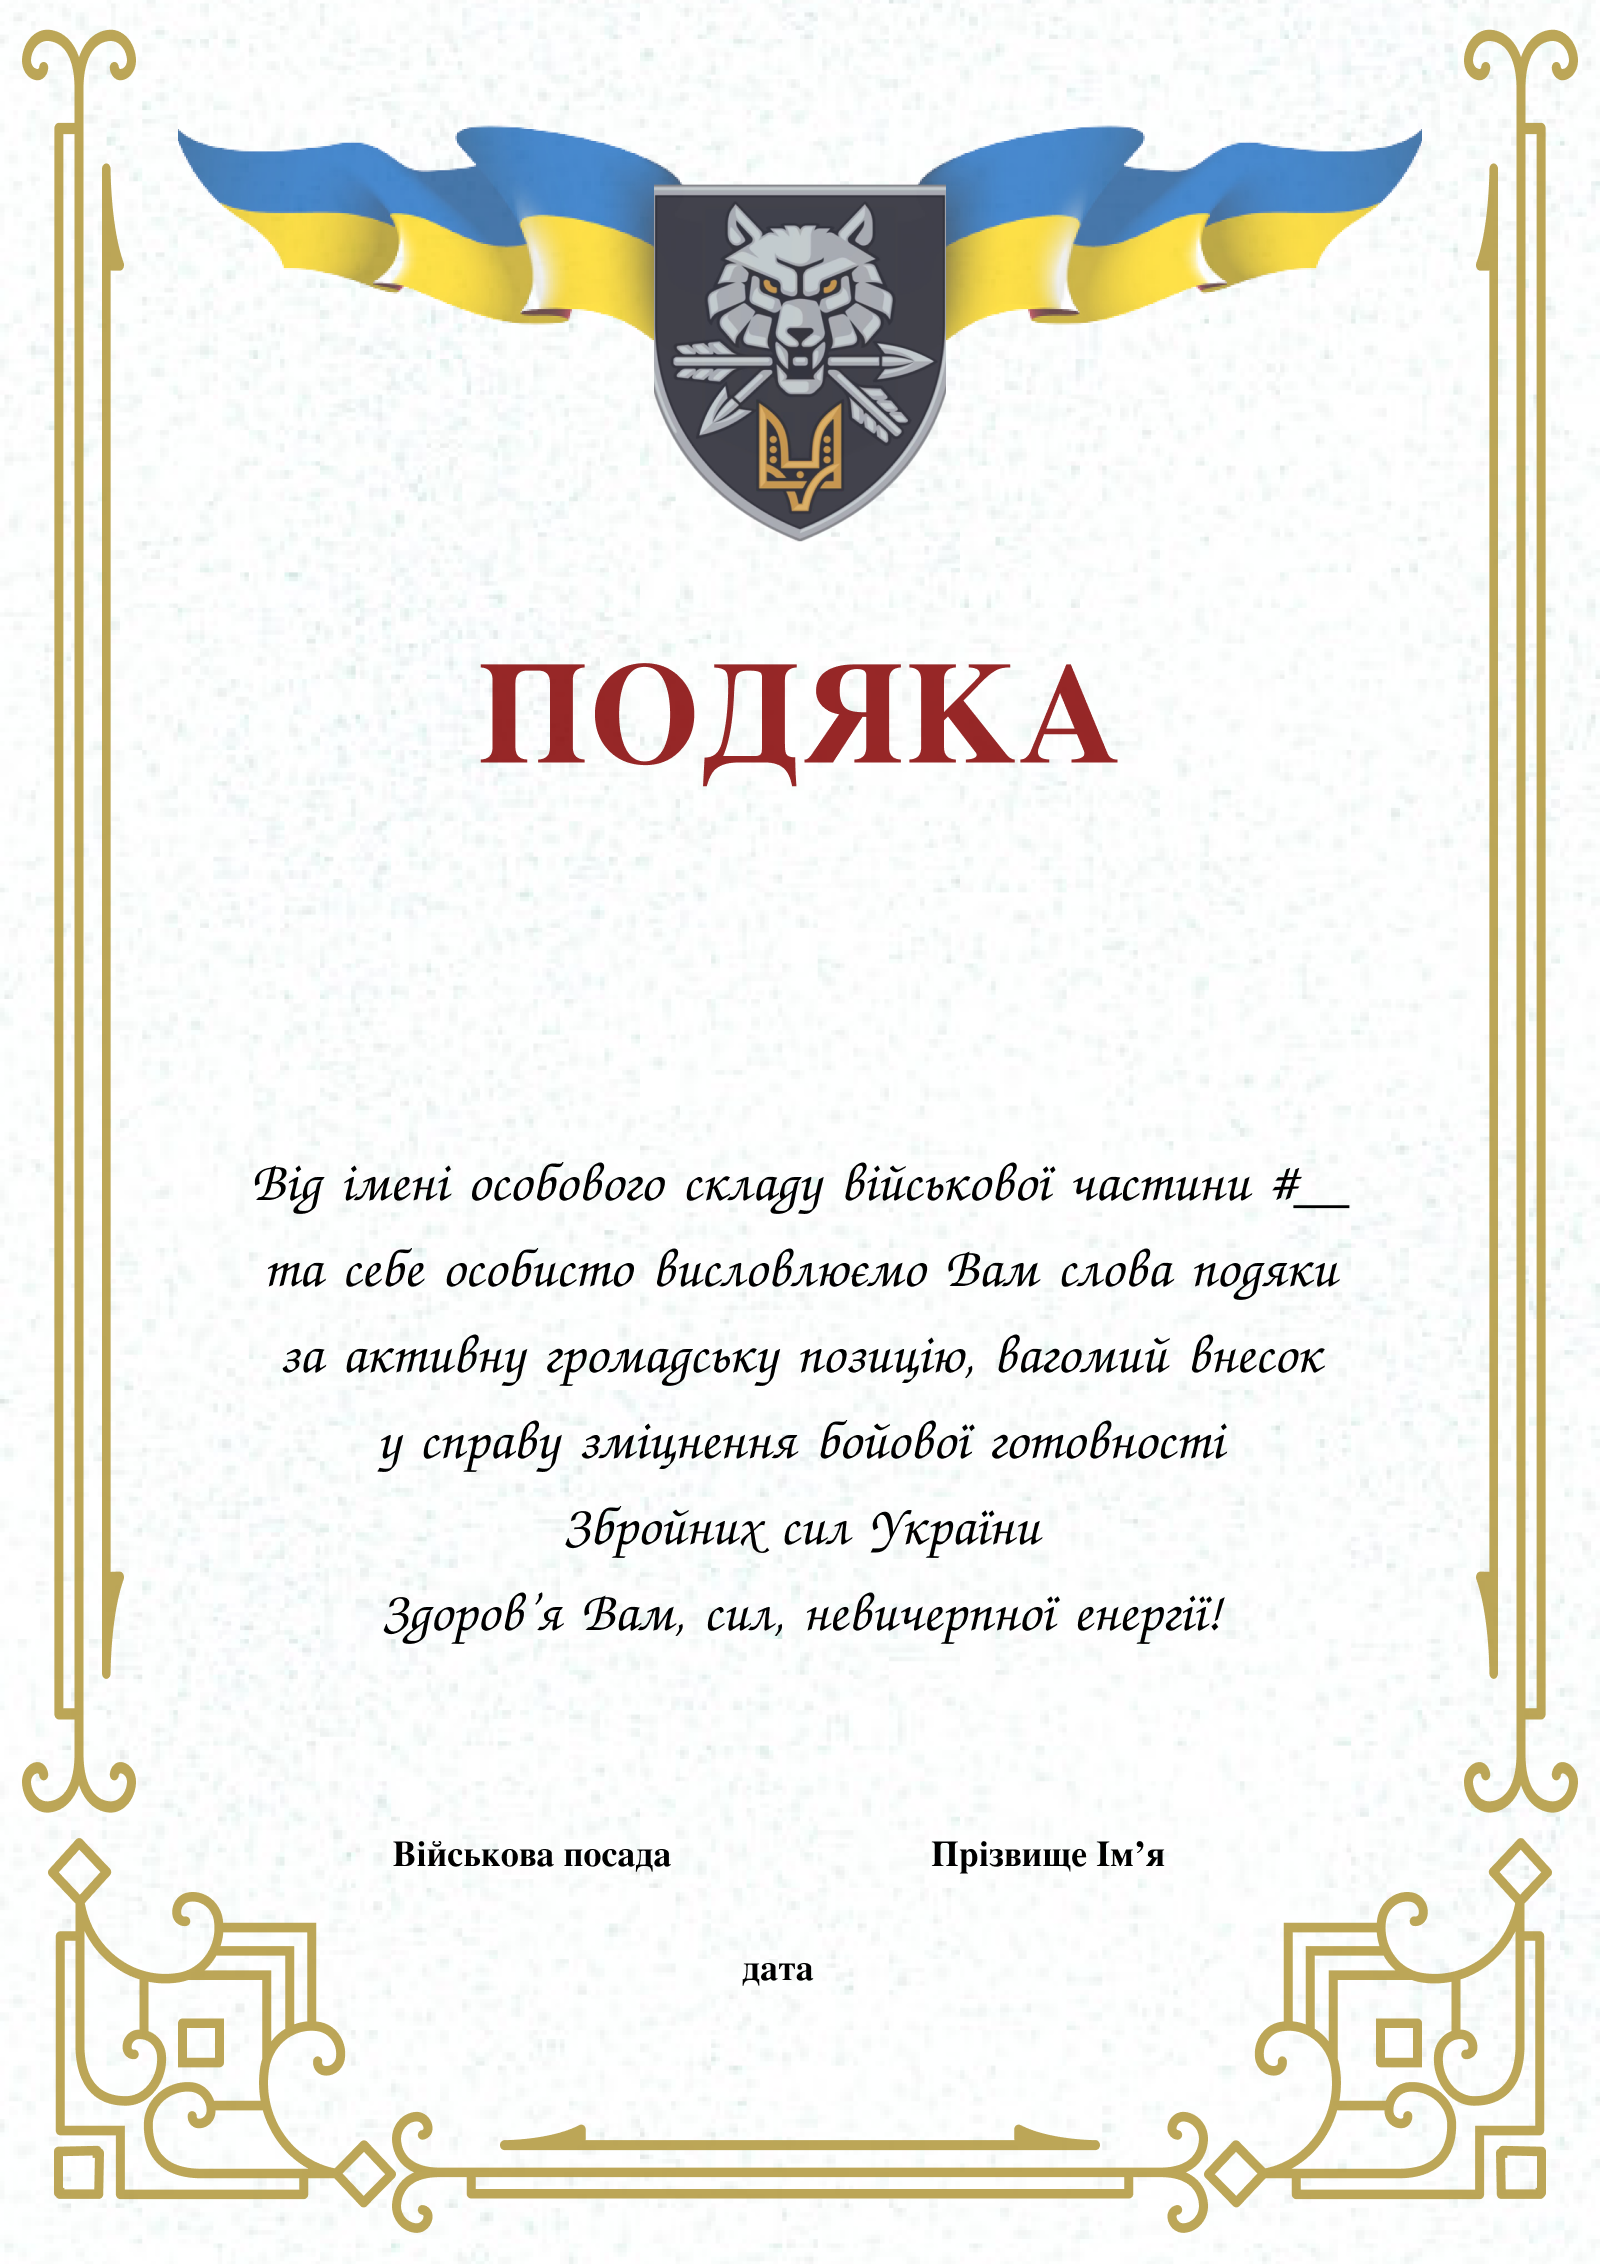 ПОДЯКА
Від імені особового складу військової частини #__
та себе особисто висловлюємо Вам слова подяки
за активну громадську позицію, вагомий внесок
у справу зміцнення бойової готовності
Збройних сил України
Здоров’я Вам, сил, невичерпної енергії!
Військова посада Прізвище Ім’я
дата